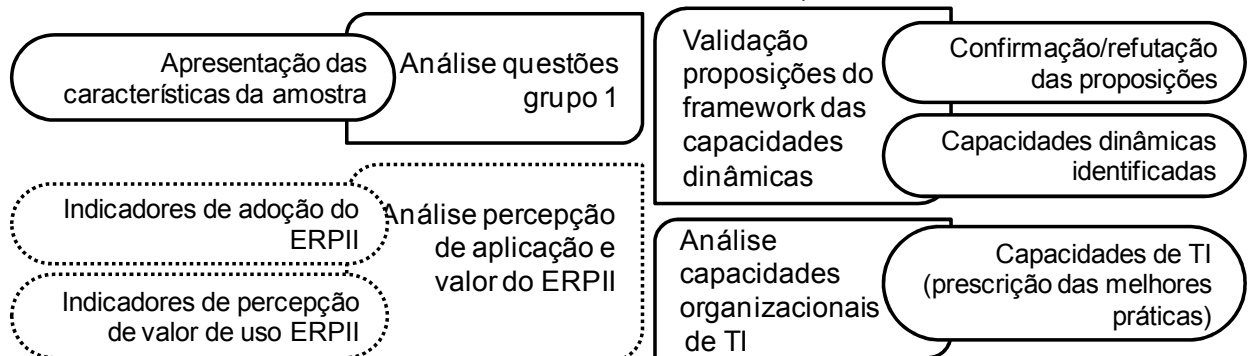 Apresentação das
características da amostra
Análise questões
grupo 1
Indicadores de adoção do
ERPII
Indicadores de percepção
de valor de uso ERPII
Análise percepção
de aplicação e
valor do ERPII
Validação
proposições do
framework das
capacidades
dinâmicas
Confirmação/refutação
das proposições
Capacidades dinâmicas
identificadas
Análise
capacidades
organizacionais
de TI
Capacidades de TI
(prescrição das melhores
práticas)